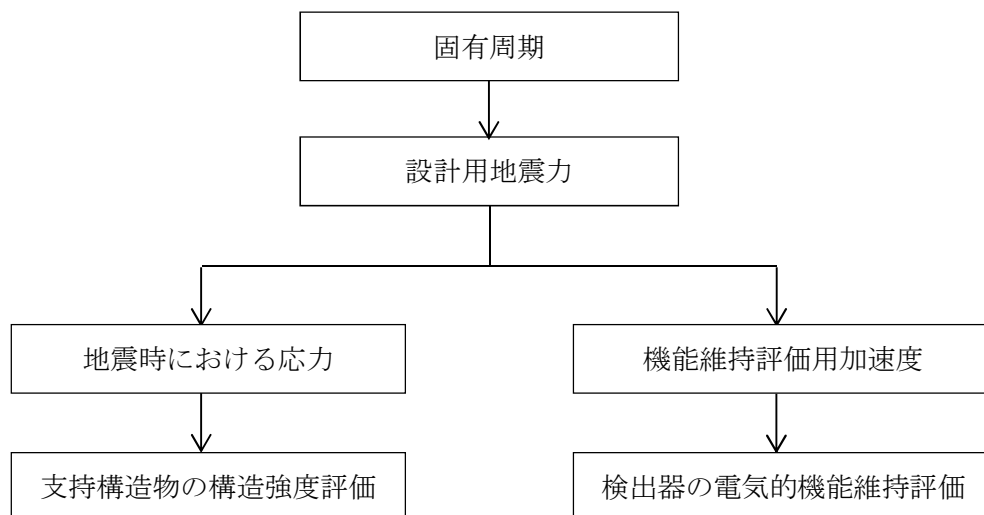 固有周期
設計用地震力
地震時における応力
機能維持評価用加速度
支持構造物の構造強度評価
検出器の電気的機能維持評価